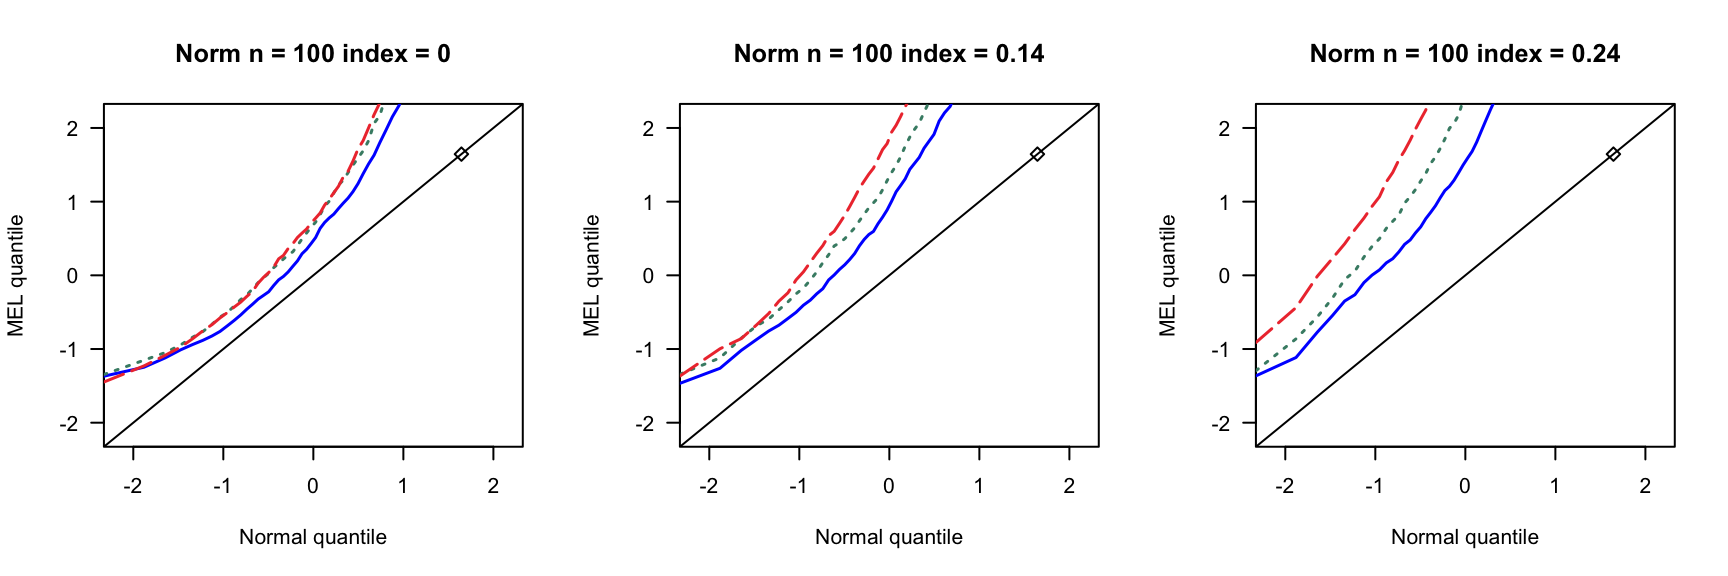 Norm n = 100 index = 0
MEL quantile
2
1
0
-1
-2
-2 -1 0 1 2
Normal quantile
Norm n = 100 index = 0.14
MEL quantile
2
1
0
-1
-2
-2 -1 0 1 2
Normal quantile
Norm n = 100 index = 0.24
MEL quantile
2
1
0
-1
-2
-2 -1 0 1 2
Normal quantile